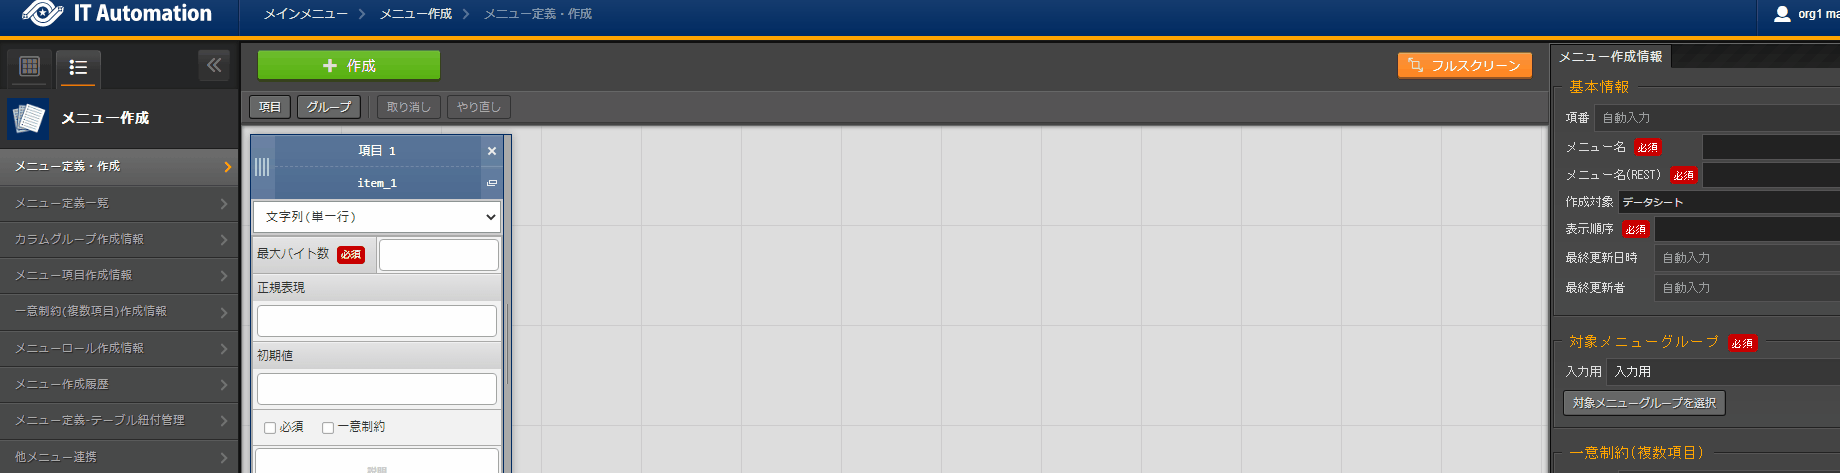 IT Automation
メインメニュー > メニュー作成 > メニュー定義・作成
org1 ma
作成
フルスクリーン
項目 グループ 取り消し やり直し
メニュー作成
メニュー定義・作成
メニュー定義一覧
カラムグループ作成情報
メニュー項目作成情報
一意制約(複数項目)作成情報
メニューロール作成情報
メニュー作成履歴
メニュー定義-テーブル紐付管理
他メニュー連携
項目 1
item_1
文字列(単一行)
最大バイト数 必須
正規表現
初期値
必須 一意制約
説明
メニュー作成情報
基本情報
項番 自動入力
メニュー名 必須
メニュー名(REST) 必須
作成対象 データシート
表示順序 必須
最終更新日時 自動入力
最終更新者 自動入力
対象メニューグループ 必須
入力用 入力用
対象メニューグループを選択
一意制約(複数項目)